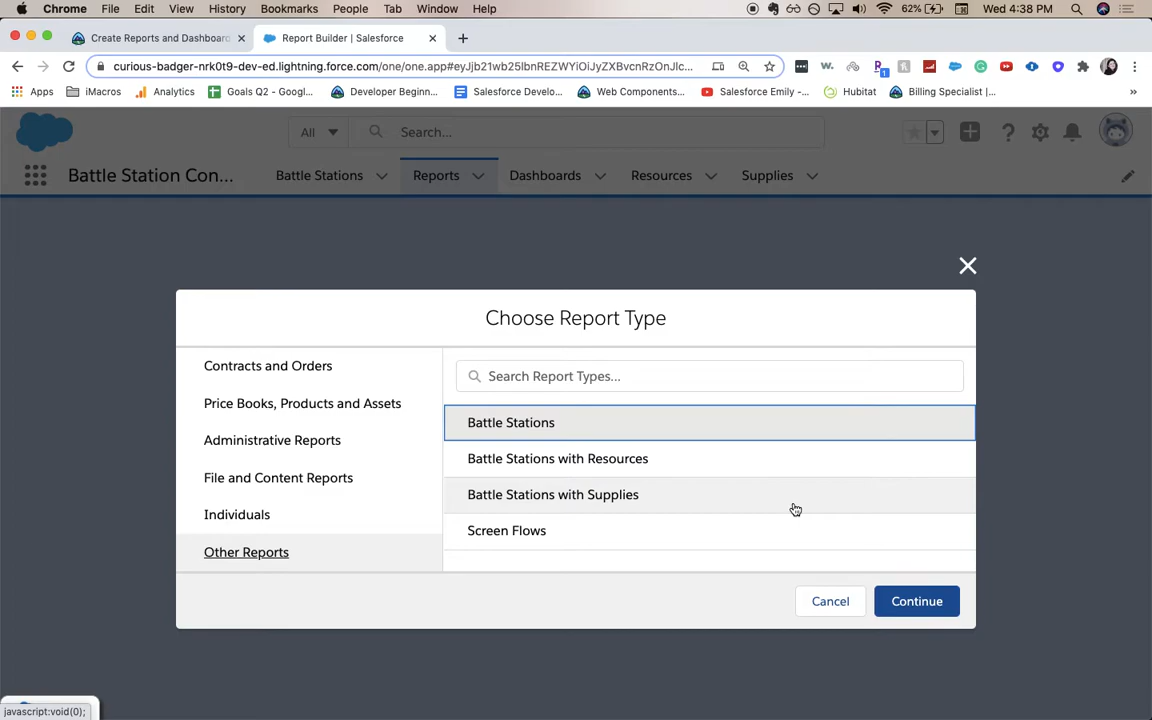 Chrome File Edit View History Bookmarks People Tab Window Help 62% Wed 4:38 PM
Create Reports and Dashboar Report Builder | Salesforce
curious-badger-nrk0t9-dev-ed.lightning.force.com/one/one.app#eyJjb21wb25lbnREZWYiOiJyZXBvcnRzOnJlc...
Apps iMacros Analytics Goals Q2 - Googl... Developer Beginn... Salesforce Develo... Web Components... Salesforce Emily -... Hubitat Billing Specialist |... »
All Search...
Battle Station Con... Battle Stations Reports Dashboards Resources Supplies
Choose Report Type
Contracts and Orders
Price Books, Products and Assets
Administrative Reports
File and Content Reports
Individuals
Other Reports
Search Report Types...
Battle Stations
Battle Stations with Resources
Battle Stations with Supplies
Screen Flows
Cancel Continue
javascript:void(0);